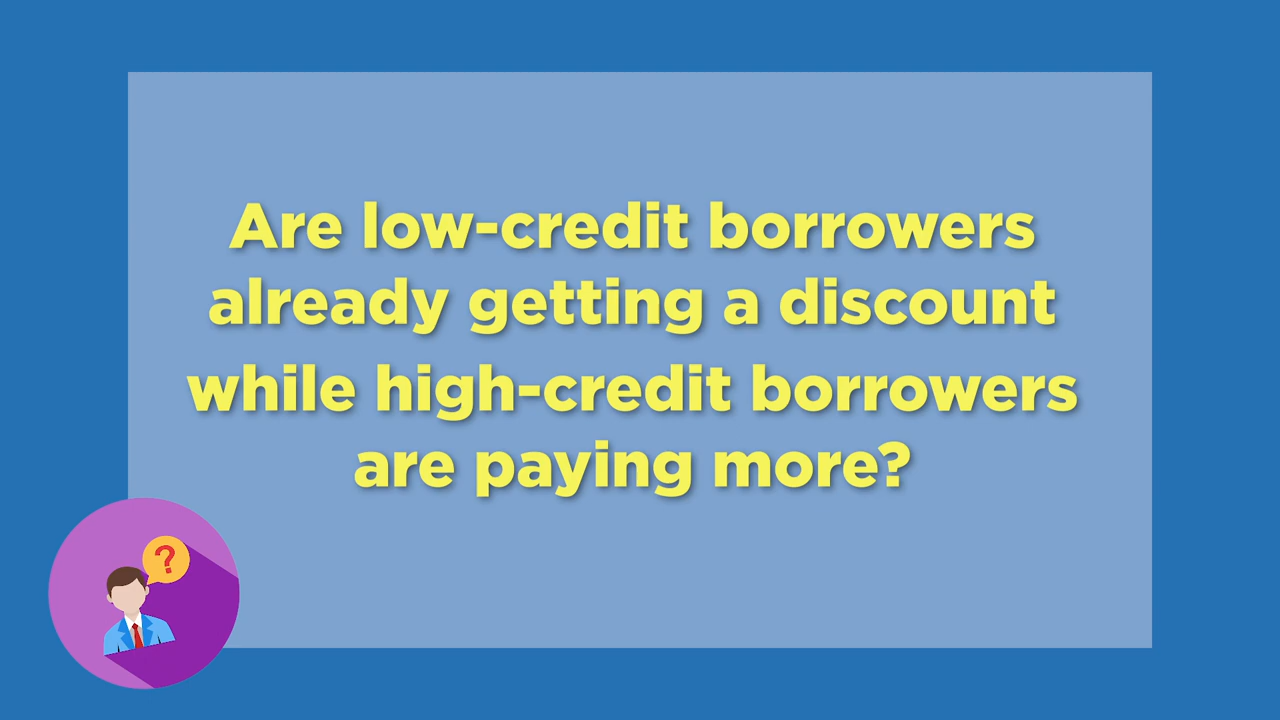 Are low-credit borrowers
already getting a discount
while high-credit borrowers
are paying more?
?